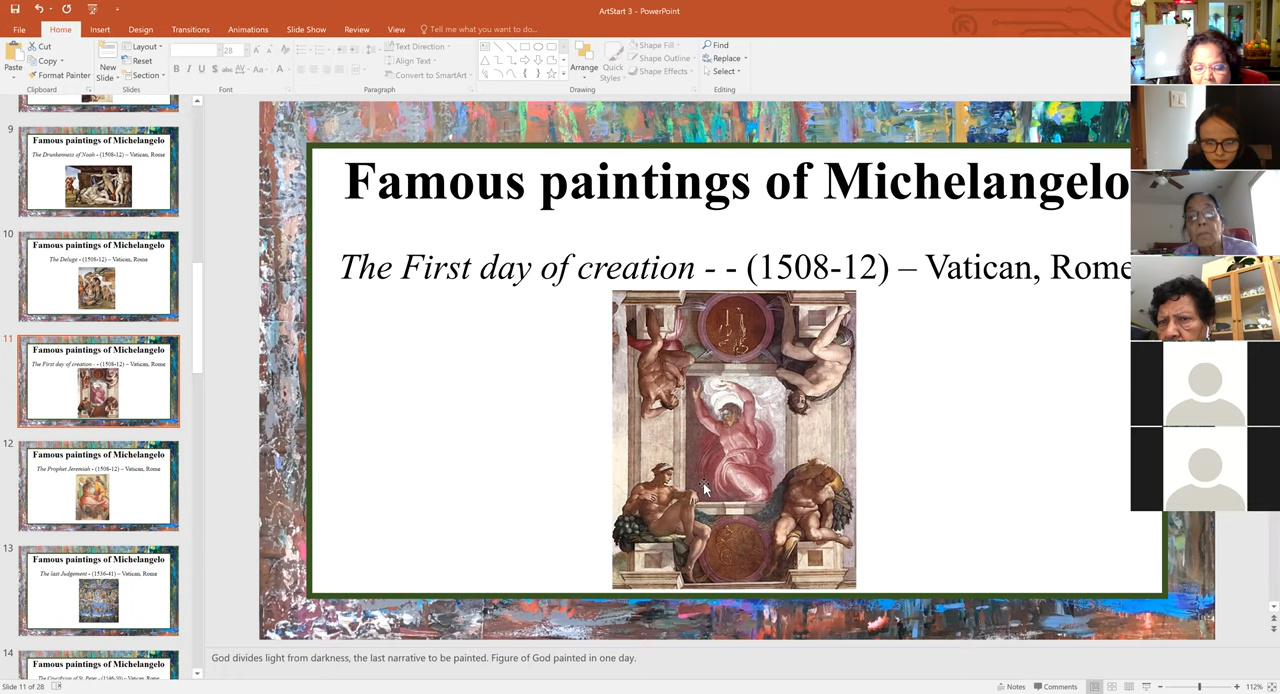 ArtStart 3 - PowerPoint
File Home Insert Design Transitions Animations Slide Show Review View Tell me what you want to do...
Paste
Cut
Copy
Format Painter
Clipboard
New Slide
Layout
Reset
Section
Slides
28
B I U S abc AV Aa A
Font
Text Direction
Align Text
Convert to SmartArt
Paragraph
Arrange
Quick Styles
Shape Fill
Shape Outline
Shape Effects
Drawing
Find
Replace
Select
Editing
9
Famous paintings of Michelangelo
The Drunkenness of Noah - (1508-12) – Vatican, Rome
10
Famous paintings of Michelangelo
The Deluge - (1508-12) – Vatican, Rome
11
Famous paintings of Michelangelo
The First day of creation - - (1508-12) – Vatican, Rome
12
Famous paintings of Michelangelo
The Prophet Jeremiah - (1508-12) – Vatican, Rome
13
Famous paintings of Michelangelo
The last Judgement - (1536-41) – Vatican, Rome
14
Famous paintings of Michelangelo
Famous paintings of Michelangelo
The First day of creation - - (1508-12) – Vatican, Rome
God divides light from darkness, the last narrative to be painted. Figure of God painted in one day.
Slide 11 of 28
Notes
Comments
112%